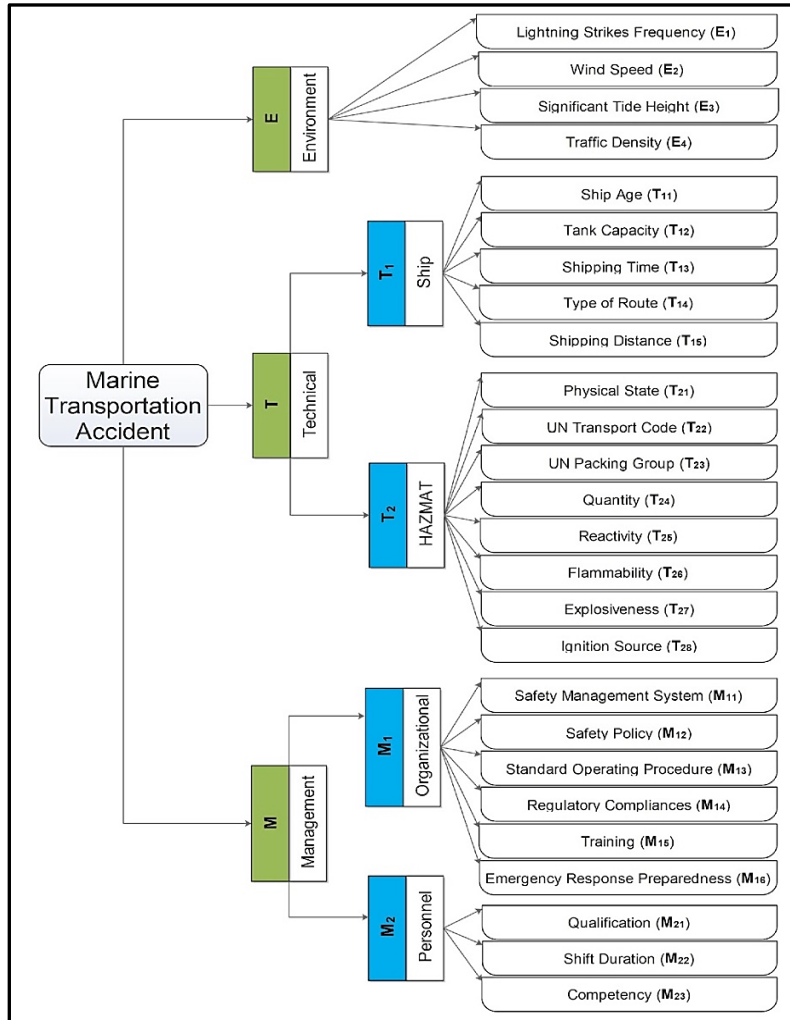 Marine
Transportation
Accident
E
Environment
Lightning Strikes Frequency (E₁)
Wind Speed (E₂)
Significant Tide Height (E₃)
Traffic Density (E₄)
T
Technical
T₁
Ship
Ship Age (T₁₁)
Tank Capacity (T₁₂)
Shipping Time (T₁₃)
Type of Route (T₁₄)
Shipping Distance (T₁₅)
T₂
HAZMAT
Physical State (T₂₁)
UN Transport Code (T₂₂)
UN Packing Group (T₂₃)
Quantity (T₂₄)
Reactivity (T₂₅)
Flammability (T₂₆)
Explosiveness (T₂₇)
Ignition Source (T₂₈)
M
Management
M₁
Organizational
Safety Management System (M₁₁)
Safety Policy (M₁₂)
Standard Operating Procedure (M₁₃)
Regulatory Compliances (M₁₄)
Training (M₁₅)
Emergency Response Preparedness (M₁₆)
M₂
Personnel
Qualification (M₂₁)
Shift Duration (M₂₂)
Competency (M₂₃)